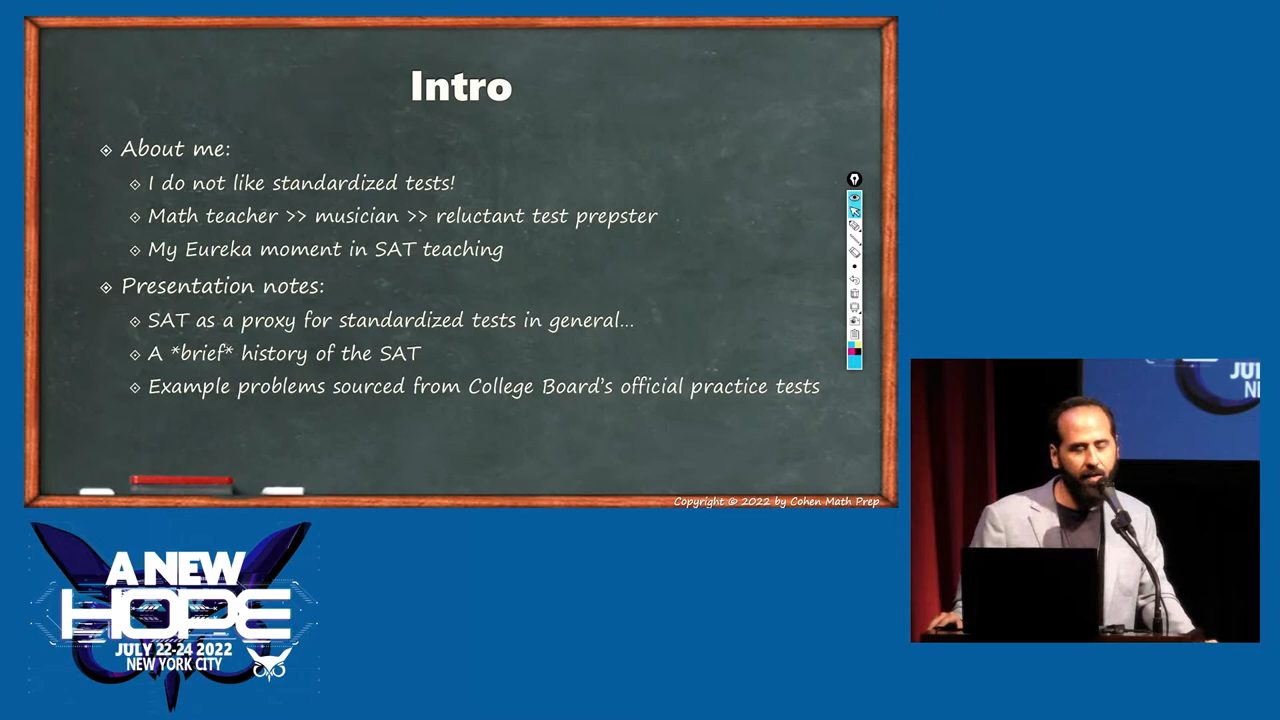 Intro
About me:
I do not like standardized tests!
Math teacher >> musician >> reluctant test prepster
My Eureka moment in SAT teaching
Presentation notes:
SAT as a proxy for standardized tests in general...
A *brief* history of the SAT
Example problems sourced from College Board's official practice tests
Copyright © 2022 by Cohen Math Prep
A NEW
HOPE
JULY 22-24 2022
NEW YORK CITY